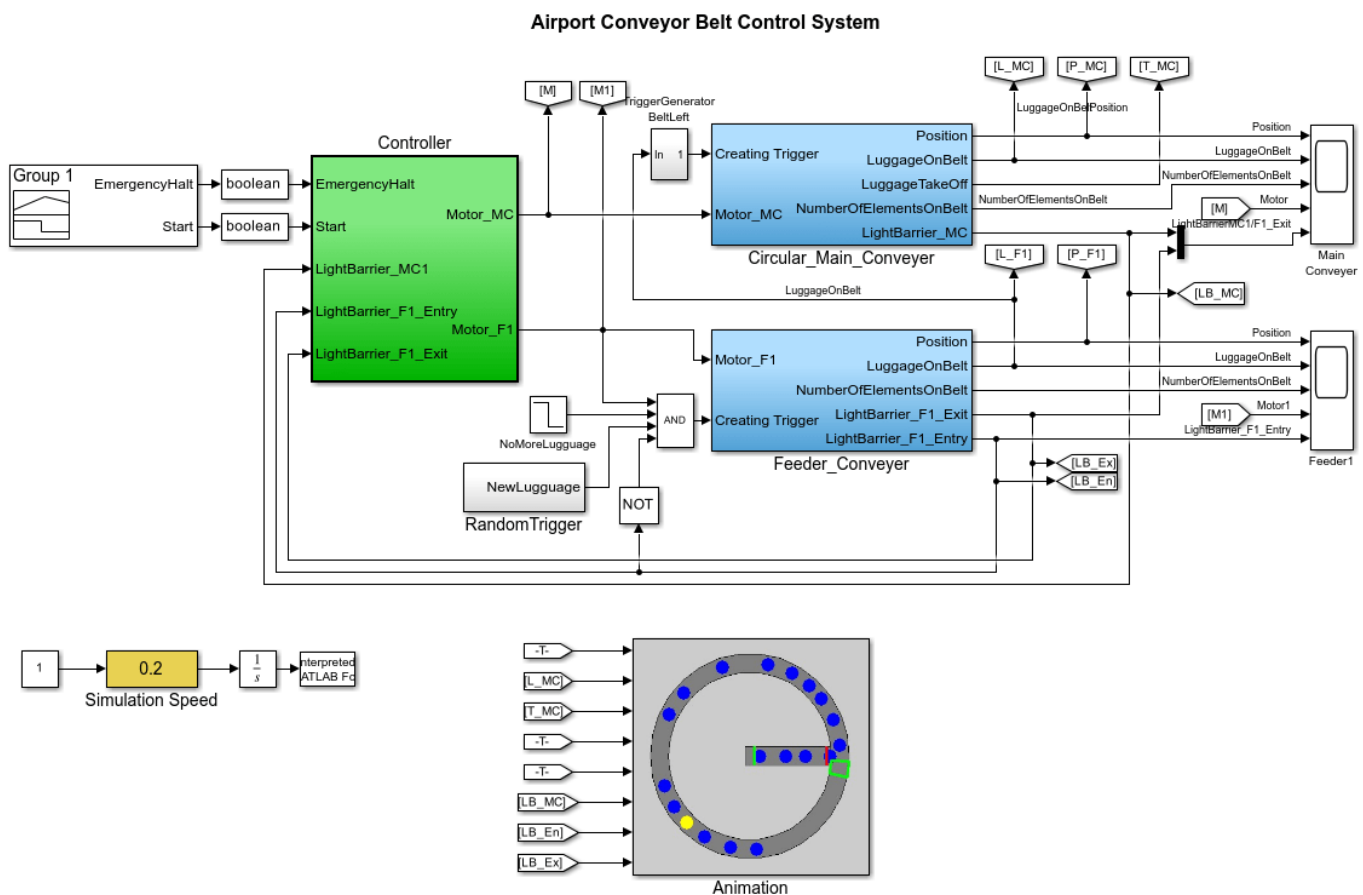 Airport Conveyor Belt Control System
[L_MC]
[P_MC]
[T_MC]
[M]
[M1]
TriggerGenerator
BeltLeft
LuggageOnBelt
Position
Controller
Group 1
EmergencyHalt
Start
boolean
boolean
EmergencyHalt
Start
LightBarrier_MC1
LightBarrier_F1_Entry
LightBarrier_F1_Exit
Motor_MC
Motor_F1
In
1
Creating Trigger
Motor_MC
Position
LuggageOnBelt
LuggageTakeOff
NumberOfElementsOnBelt
LightBarrier_MC
Circular_Main_Conveyer
NumberOfElementsOnBelt
Position
LuggageOnBelt
NumberOfElementsOnBelt
[M]
Motor
LightBarrierMC1/F1_Exit
Main
Conveyer
[L_F1]
[P_F1]
[LB_MC]
LuggageOnBelt
Motor_F1
Creating Trigger
Position
LuggageOnBelt
NumberOfElementsOnBelt
LightBarrier_F1_Exit
LightBarrier_F1_Entry
Feeder_Conveyer
Position
LuggageOnBelt
NumberOfElementsOnBelt
[M1]
Motor1
LightBarrier_F1_Entry
Feeder1
AND
NoMoreLugguage
NewLugguage
RandomTrigger
NOT
[LB_Ex]
[LB_En]
1
0.2
Simulation Speed
1
s
nterpreted
ATLAB Fc
-T-
[L_MC]
[T_MC]
-T-
-T-
[LB_MC]
[LB_En]
[LB_Ex]
Animation